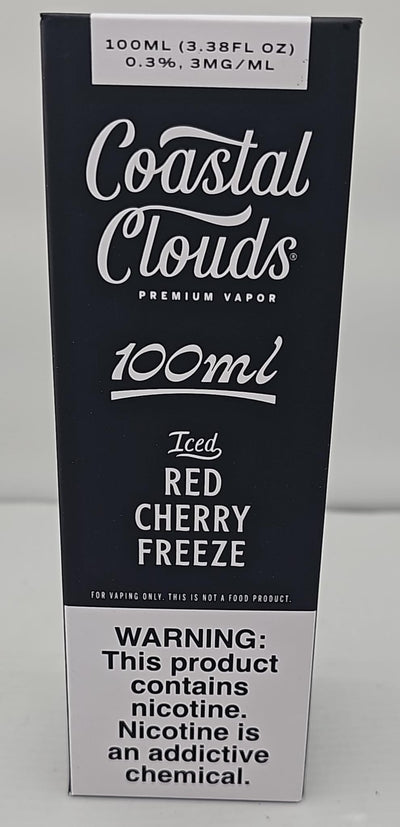 100ML (3.38FL OZ)
0.3%, 3MG/ML
Coastal
Clouds®
PREMIUM VAPOR
100ml
Iced
RED
CHERRY
FREEZE
FOR VAPING ONLY. THIS IS NOT A FOOD PRODUCT.
WARNING:
This product
contains
nicotine.
Nicotine is
an addictive
chemical.